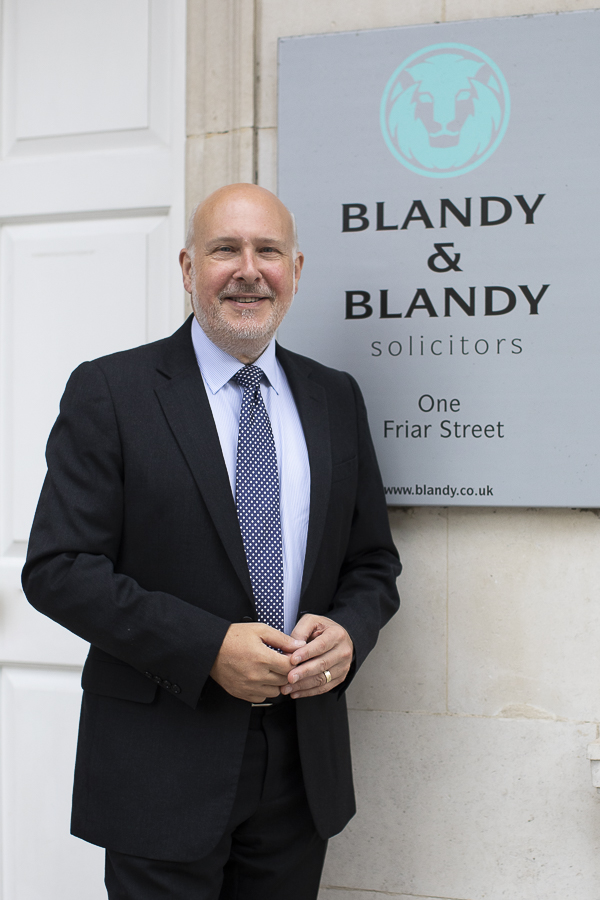 BLANDY
&
BLANDY
solicitors
One
Friar Street
www.blandy.co.uk